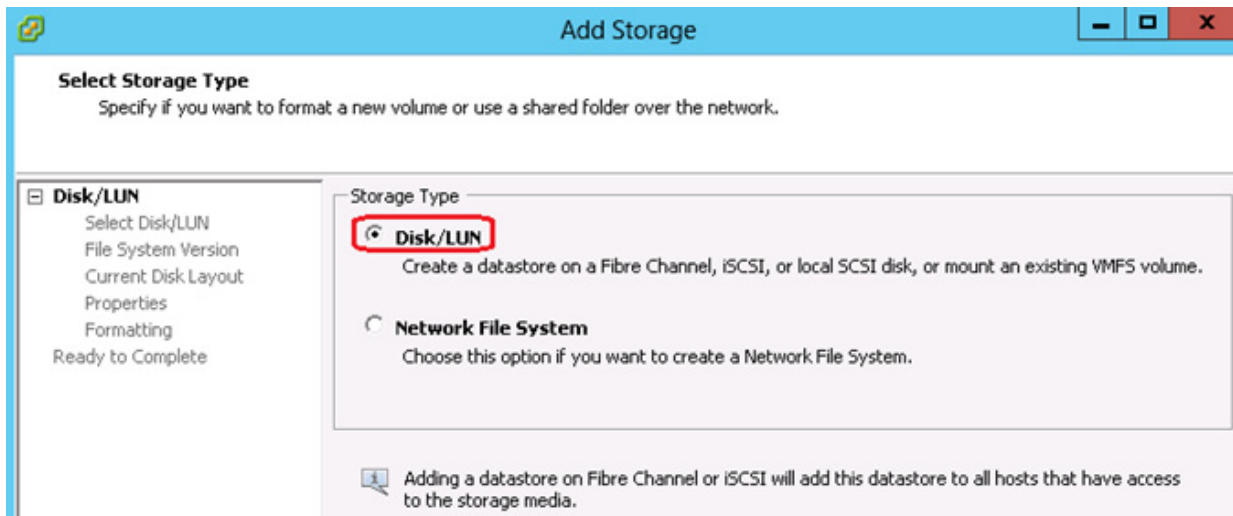 Add Storage
Select Storage Type
Specify if you want to format a new volume or use a shared folder over the network.
Disk/LUN
Select Disk/LUN
File System Version
Current Disk Layout
Properties
Formatting
Ready to Complete
Storage Type
Disk/LUN
Create a datastore on a Fibre Channel, iSCSI, or local SCSI disk, or mount an existing VMFS volume.
Network File System
Choose this option if you want to create a Network File System.
Adding a datastore on Fibre Channel or iSCSI will add this datastore to all hosts that have access
to the storage media.